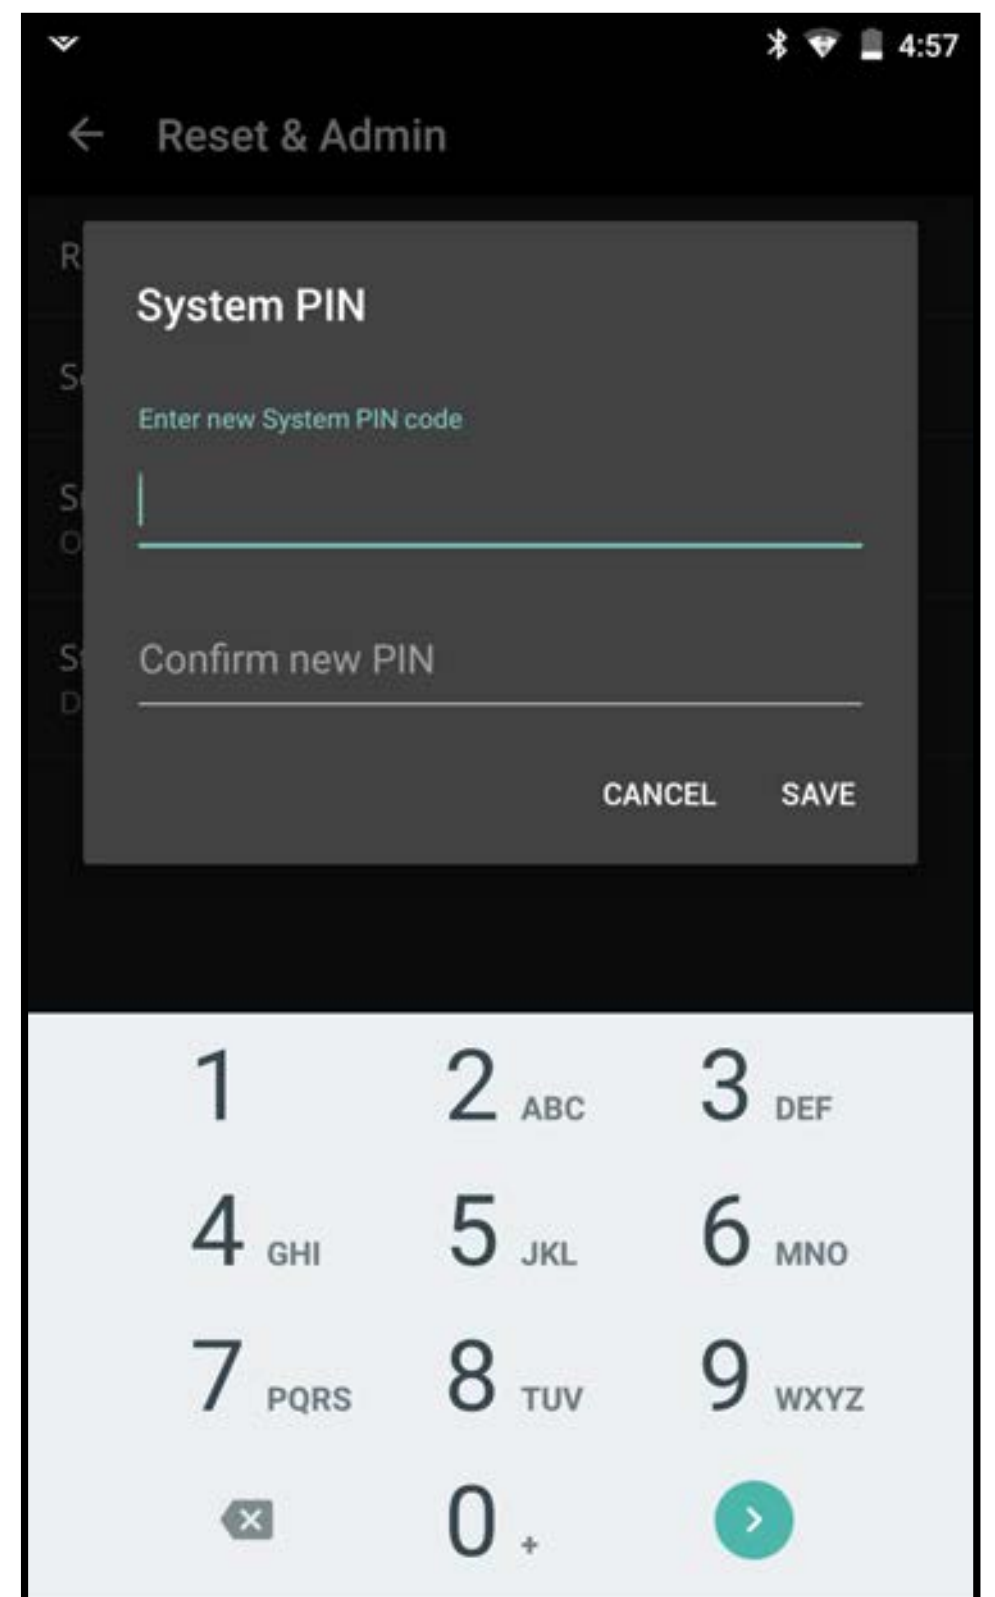 4:57
Reset & Admin
System PIN
Enter new System PIN code
Confirm new PIN
CANCEL SAVE
1 2 ABC 3 DEF
4 GHI 5 JKL 6 MNO
7 PQRS 8 TUV 9 WXYZ
0 +